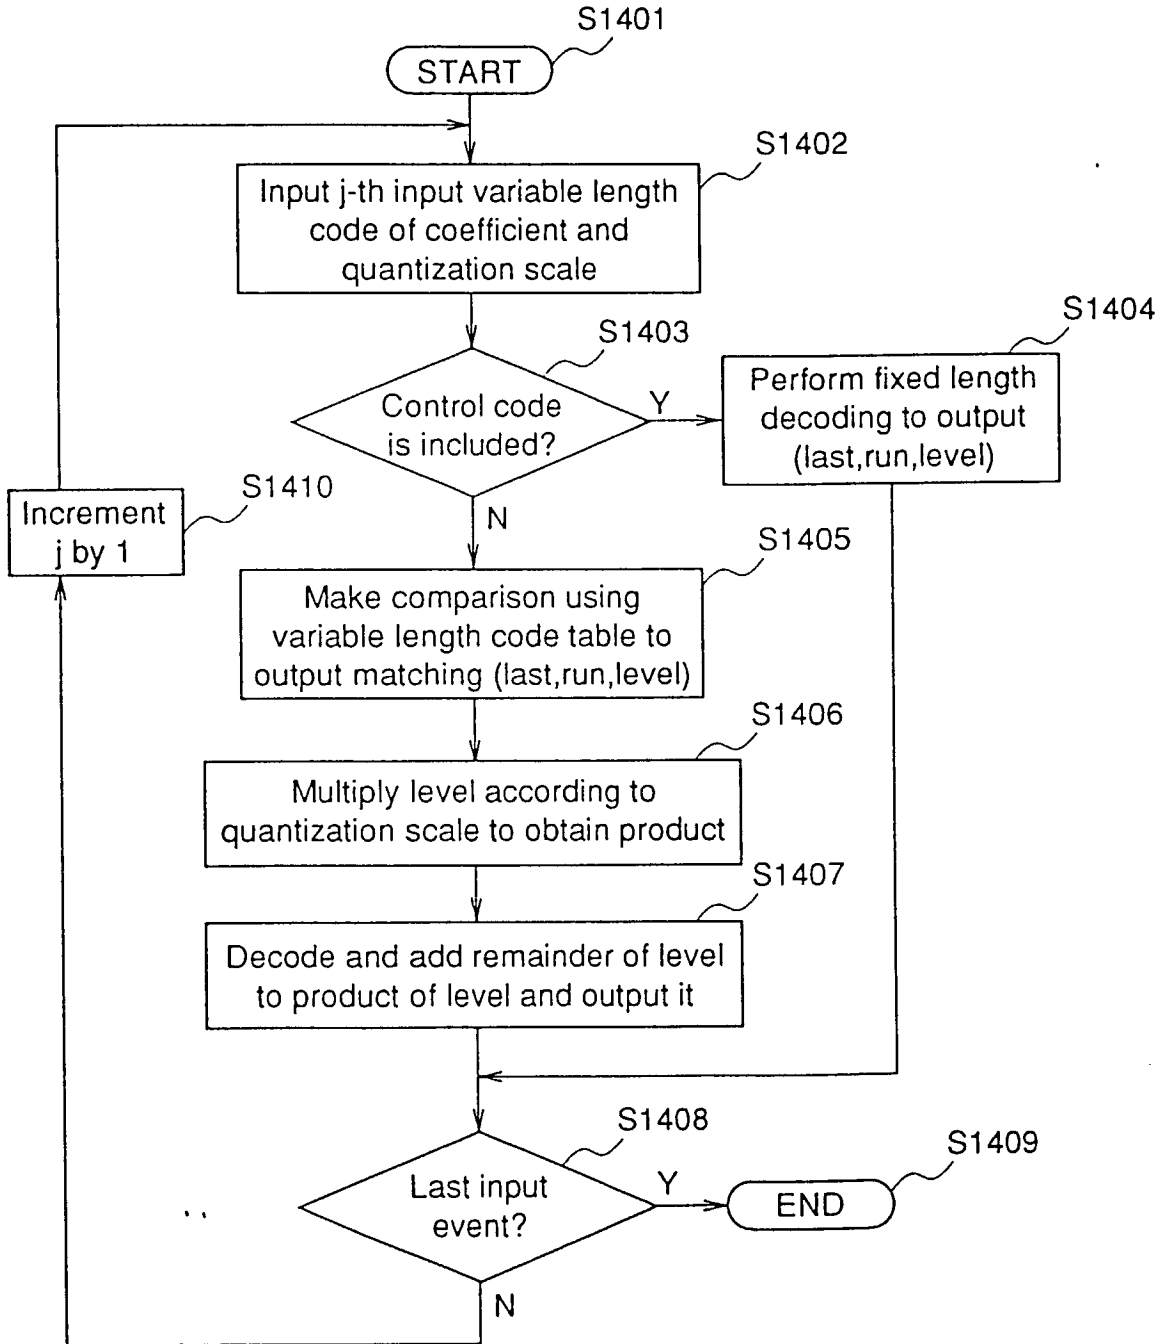 S1401
START
S1402
Input j-th input variable length
code of coefficient and
quantization scale
S1403
Control code
is included?
Y
N
S1404
Perform fixed length
decoding to output
(last,run,level)
S1410
Increment
j by 1
S1405
Make comparison using
variable length code table to
output matching (last,run,level)
S1406
Multiply level according to
quantization scale to obtain product
S1407
Decode and add remainder of level
to product of level and output it
S1408
Last input
event?
Y
N
S1409
END